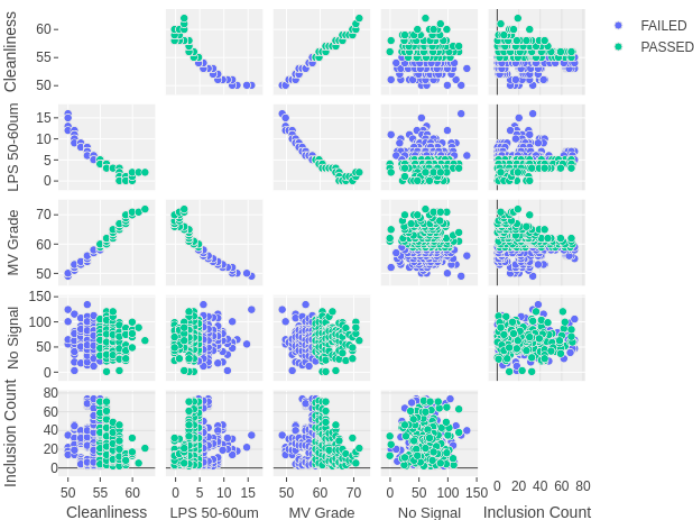 FAILED
PASSED
Cleanliness
60
55
50
LPS 50-60um
15
10
5
0
MV Grade
70
60
50
No Signal
150
100
50
0
Inclusion Count
80
60
40
20
0
50 55 60 0 5 10 15 50 60 70 0 50 100 150 0 20 40 60 80
Cleanliness LPS 50-60um MV Grade No Signal Inclusion Count